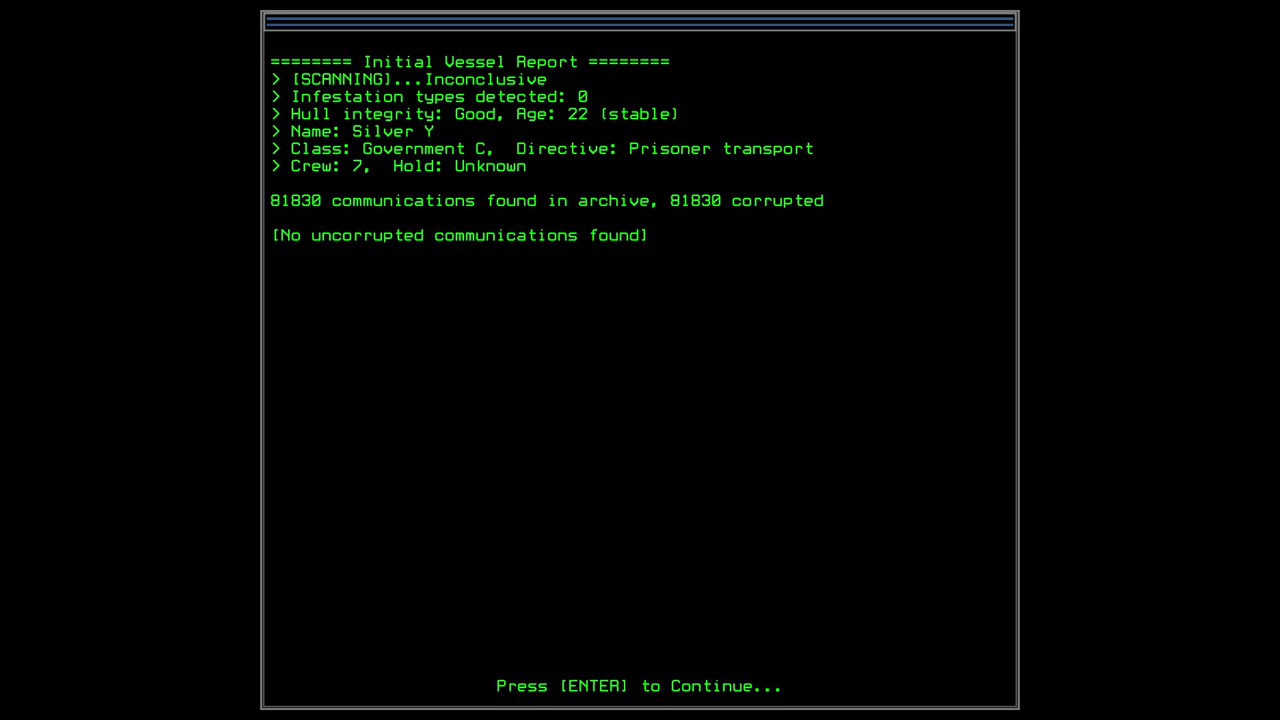 ======== Initial Vessel Report ========
> [SCANNING]...Inconclusive
> Infestation types detected: 0
> Hull integrity: Good, Age: 22 (stable)
> Name: Silver Y
> Class: Government C,  Directive: Prisoner transport
> Crew: 7,  Hold: Unknown
81830 communications found in archive, 81830 corrupted
[No uncorrupted communications found]
Press [ENTER] to Continue...